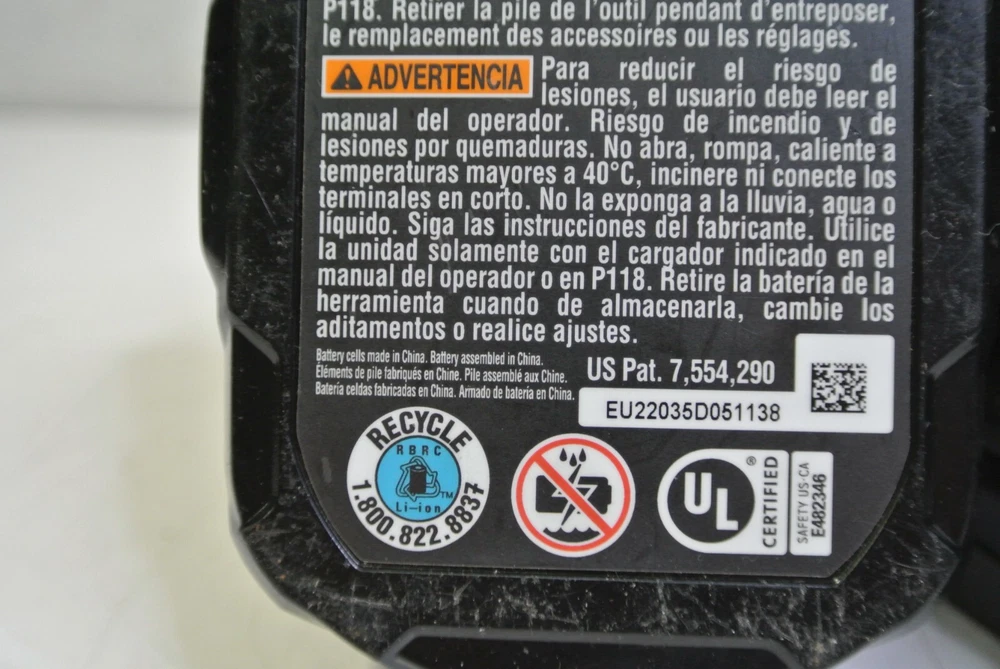 P118. Retirer la pile de l'outil pendant d'entreposer,
le remplacement des accessoires ou les réglages.
ADVERTENCIA Para reducir el riesgo de
lesiones, el usuario debe leer el
manual del operador. Riesgo de incendio y de
lesiones por quemaduras. No abra, rompa, caliente a
temperaturas mayores a 40°C, incinere ni conecte los
terminales en corto. No la exponga a la lluvia, agua o
líquido. Siga las instrucciones del fabricante. Utilice
la unidad solamente con el cargador indicado en el
manual del operador o en P118. Retire la batería de la
herramienta cuando de almacenarla, cambie los
aditamentos o realice ajustes.
Battery cells made in China. Battery assembled in China.
Éléments de pile fabriqués en Chine. Pile assemblé aux Chine.
Batería celdas fabricadas en China. Armado de batería en China.
US Pat. 7,554,290
EU22035D051138
RECYCLE
RBRC
TM
Li-ion
1.800.822.8837
UL
®
CERTIFIED
SAFETY US-CA
E482346